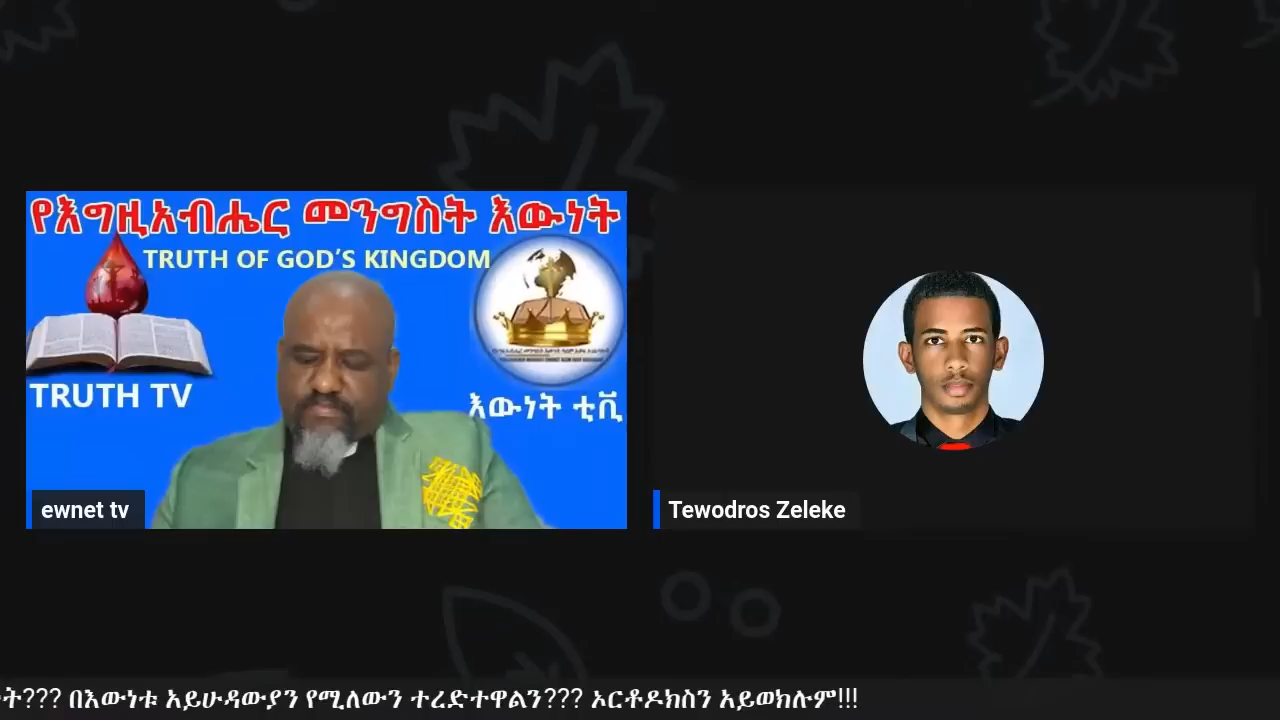 የእግዚአብሔር መንግስት እውነት
TRUTH OF GOD'S KINGDOM
TRUTH TV
እውነት ቲቪ
ewnet tv
Tewodros Zeleke
ት??? በእውነቱ አይሁዳውያን የሚለውን ተረድተዋልን??? ኦርቶዶክስን አይወክሉም!!!